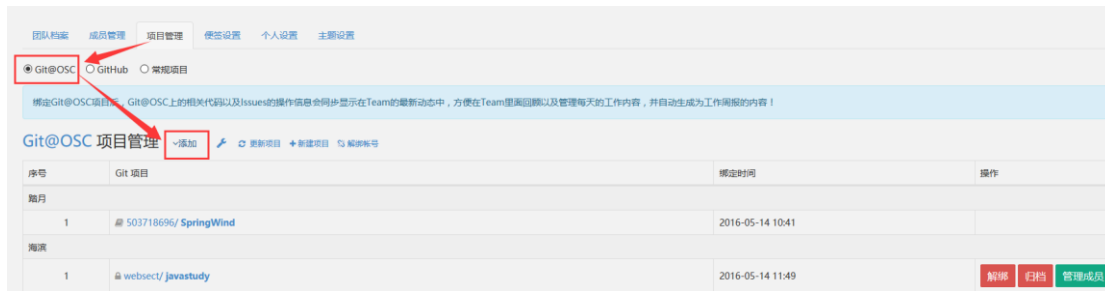 团队档案 成员管理 项目管理 便签设置 个人设置 主题设置
Git@OSC GitHub 常规项目
绑定Git@OSC项目后，Git@OSC上的相关代码以及Issues的操作信息会同步显示在Team的最新动态中，方便在Team里面回顾以及管理每天的工作内容，并自动生成为工作周报的内容！
Git@OSC 项目管理 添加 更新项目 +新建项目 解绑帐号
序号 Git 项目 绑定时间 操作
踏月
1 503718696/ SpringWind 2016-05-14 10:41
海滨
1 websect/ javastudy 2016-05-14 11:49 解绑 归档 管理成员